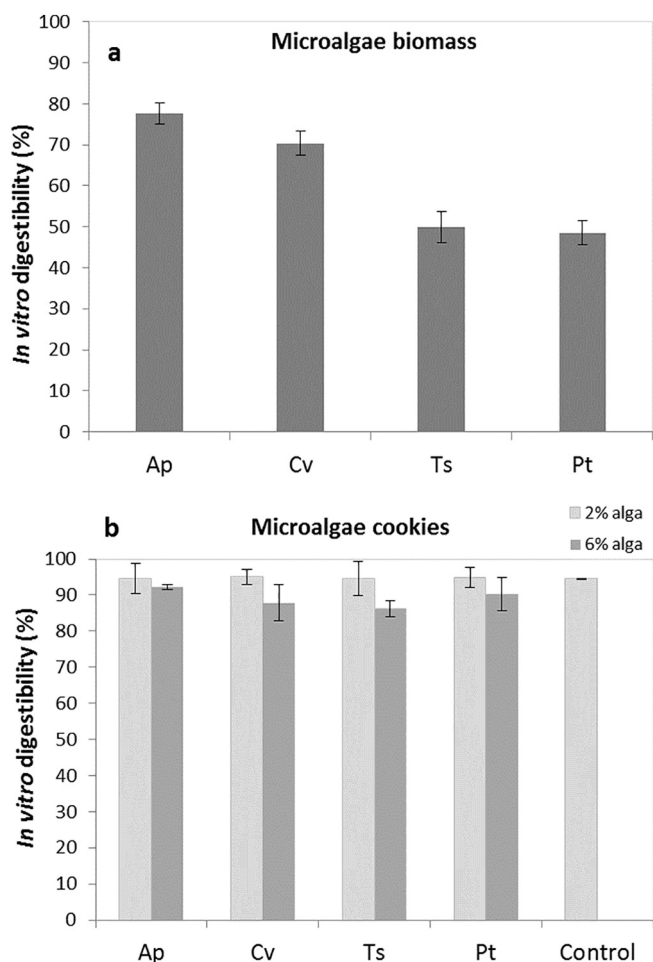 a
Microalgae biomass
In vitro digestibility (%)
100
90
80
70
60
50
40
30
20
10
0
Ap Cv Ts Pt
2% alga
6% alga
b
Microalgae cookies
In vitro digestibility (%)
100
90
80
70
60
50
40
30
20
10
0
Ap Cv Ts Pt Control